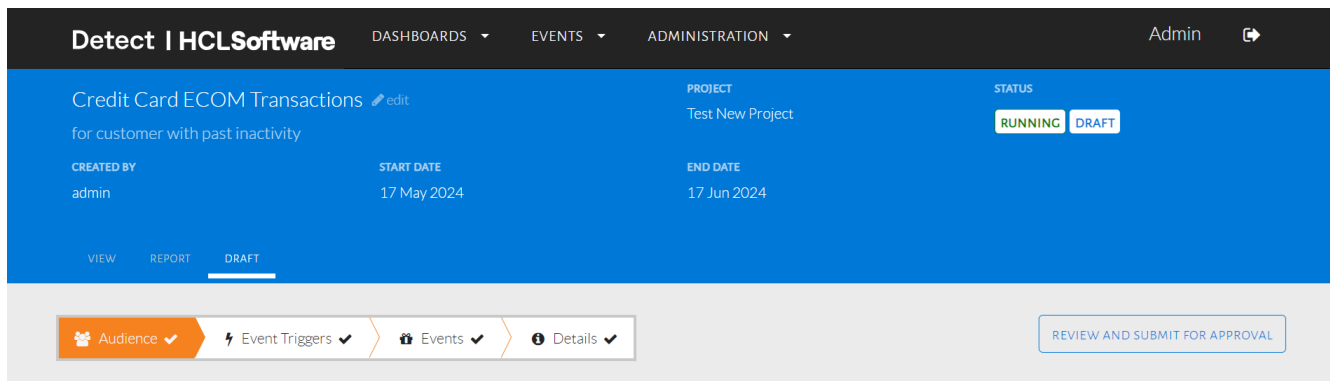 Detect | HCLSoftware DASHBOARDS EVENTS ADMINISTRATION Admin
Credit Card ECOM Transactions edit
for customer with past inactivity
PROJECT
Test New Project
STATUS
RUNNING DRAFT
CREATED BY
admin
START DATE
17 May 2024
END DATE
17 Jun 2024
VIEW REPORT DRAFT
Audience Event Triggers Events Details
REVIEW AND SUBMIT FOR APPROVAL